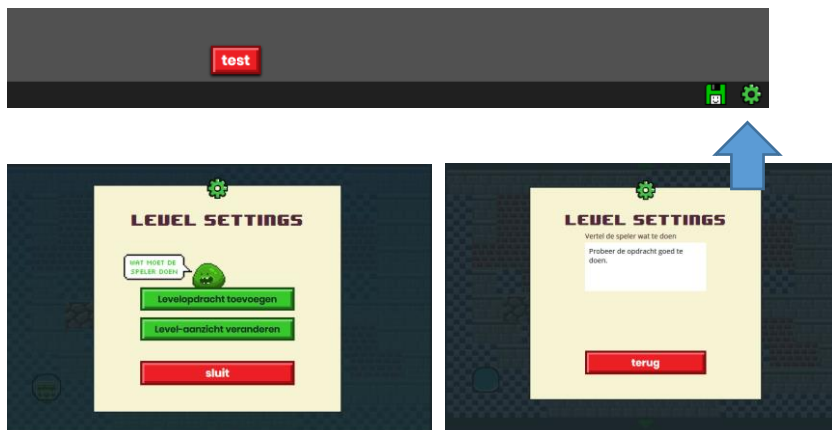 test
LEVEL SETTINGS
WAT MOET DE
SPELER DOEN
Levelopdracht toevoegen
Level-aanzicht veranderen
sluit
LEVEL SETTINGS
Vertel de speler wat te doen
Probeer de opdracht goed te
doen.
terug